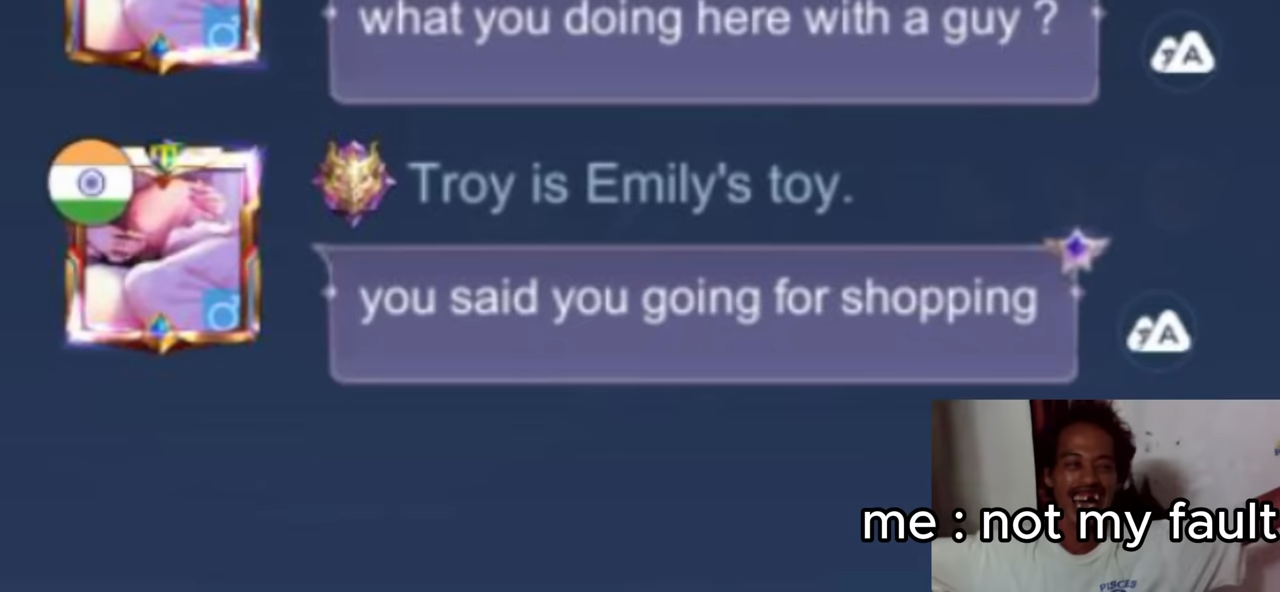 what you doing here with a guy ?
Troy is Emily's toy.
you said you going for shopping
me : not my fault
PISCES